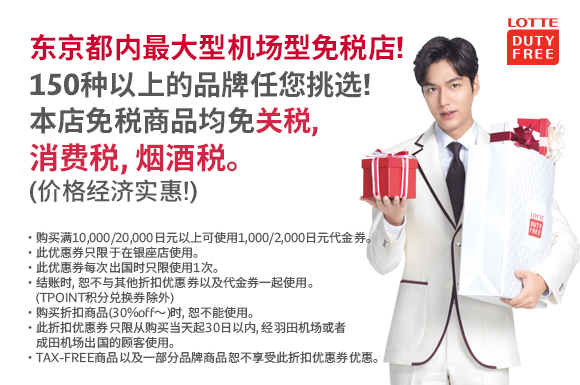 LOTTE
DUTY
FREE
东京都内最大型机场型免税店!
150种以上的品牌任您挑选!
本店免税商品均免关税,
消费税, 烟酒税。
(价格经济实惠!)
・购买满10,000/20,000日元以上可使用1,000/2,000日元代金券。
・此优惠券只限于在银座店使用。
・此优惠券每次出国时只限使用1次。
・结账时, 恕不与其他折扣优惠券以及代金券一起使用。
(TPOINT积分兑换券除外)
・购买折扣商品(30%off～)时, 恕不能使用。
・此折扣优惠券只限从购买当天起30日以内, 经羽田机场或者
成田机场出国的顾客使用。
・TAX-FREE商品以及一部分品牌商品恕不享受此折扣优惠券优惠。
LOTTE
DUTY
FREE